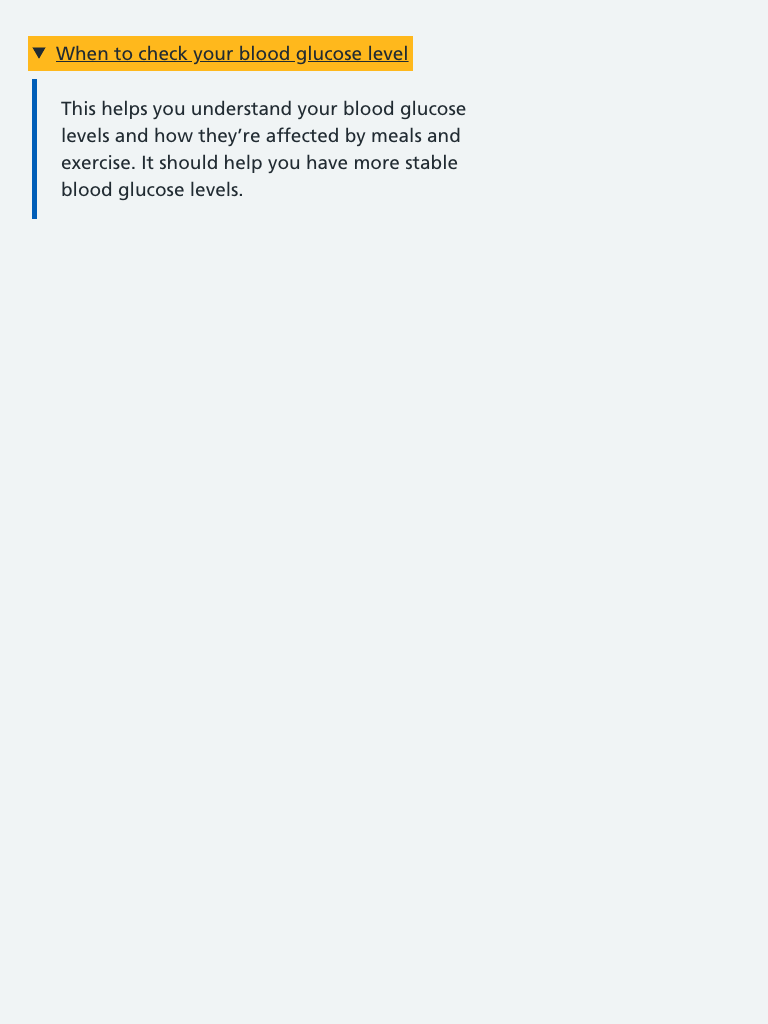 When to check your blood glucose level
This helps you understand your blood glucose
levels and how they’re affected by meals and
exercise. It should help you have more stable
blood glucose levels.